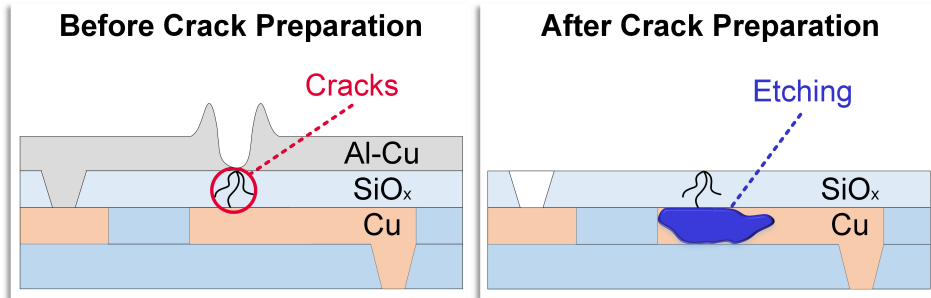 Before Crack Preparation
Cracks
Al-Cu
SiOₓ
Cu
After Crack Preparation
Etching
SiOₓ
Cu